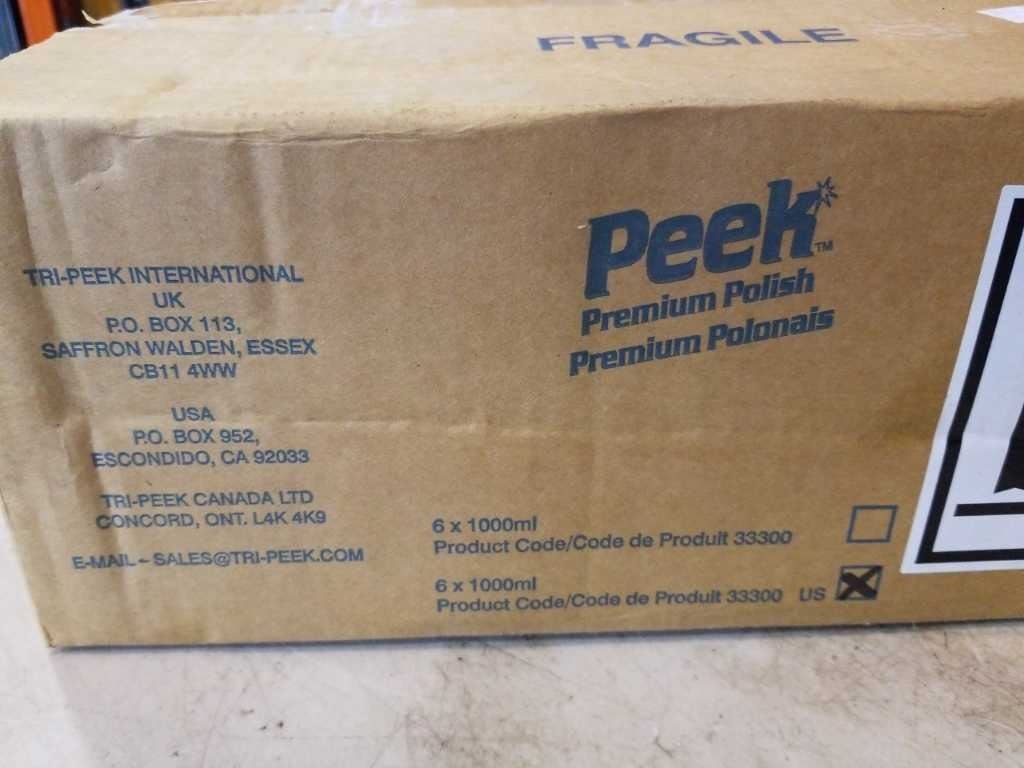 FRAGILE
Peek™
Premium Polish
Premium Polonais
TRI-PEEK INTERNATIONAL
UK
P.O. BOX 113,
SAFFRON WALDEN, ESSEX
CB11 4WW
USA
P.O. BOX 952,
ESCONDIDO, CA 92033
TRI-PEEK CANADA LTD
CONCORD, ONT. L4K 4K9
E-MAIL - SALES@TRI-PEEK.COM
6 x 1000ml
Product Code/Code de Produit 33300
6 x 1000ml
Product Code/Code de Produit 33300 US